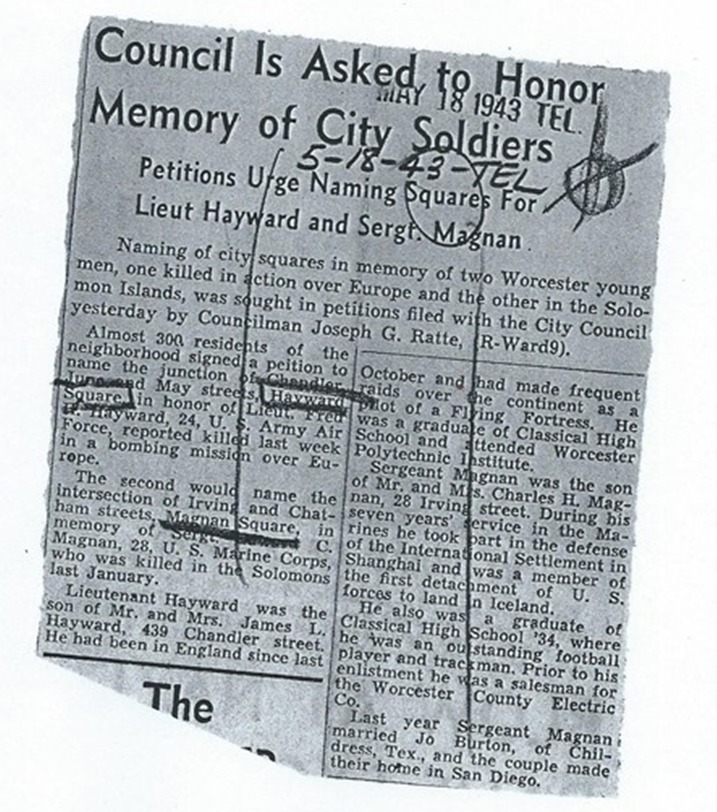 Council Is Asked to Honor
MAY 18 1943 TEL.
Memory of City Soldiers
5-18-43-TEL
Petitions Urge Naming Squares For
Lieut Hayward and Sergt. Magnan
Naming of city squares in memory of two Worcester young
men, one killed in action over Europe and the other in the Solo-
mon Islands, was sought in petitions filed with the City Council
yesterday by Councilman Joseph G. Ratte, (R-Ward9).
Almost 300 residents of the
neighborhood signed a peition to
name the junction of Chandler,
June and May streets, Hayward
Square, in honor of Lieut. Fred
Hayward, 24, U. S. Army Air
Force, reported killed last week
in a bombing mission over Eu-
rope.
The second would name the
intersection of Irving and Chat-
ham streets, Magnan Square, in
memory of Sergt. C.
Magnan, 28, U. S. Marine Corps,
who was killed in the Solomons
last January.
Lieutenant Hayward was the
son of Mr. and Mrs. James L.
Hayward, 439 Chandler street.
He had been in England since last
October and had made frequent
raids over the continent as a
pilot of a Flying Fortress. He
was a graduate of Classical High
School and attended Worcester
Polytechnic Institute.
Sergeant Magnan was the son
of Mr. and Mrs. Charles H. Mag-
nan, 28 Irving street. During his
seven years' service in the Ma-
rines he took part in the defense
of the International Settlement in
Shanghai and was a member of
the first detachment of U. S.
forces to land in Iceland.
He also was a graduate of
Classical High School '34, where
he was an outstanding football
player and trackman. Prior to his
enlistment he was a salesman for
the Worcester County Electric
Co.
Last year Sergeant Magnan
married Jo Burton, of Chil-
dress, Tex., and the couple made
their home in San Diego.
The